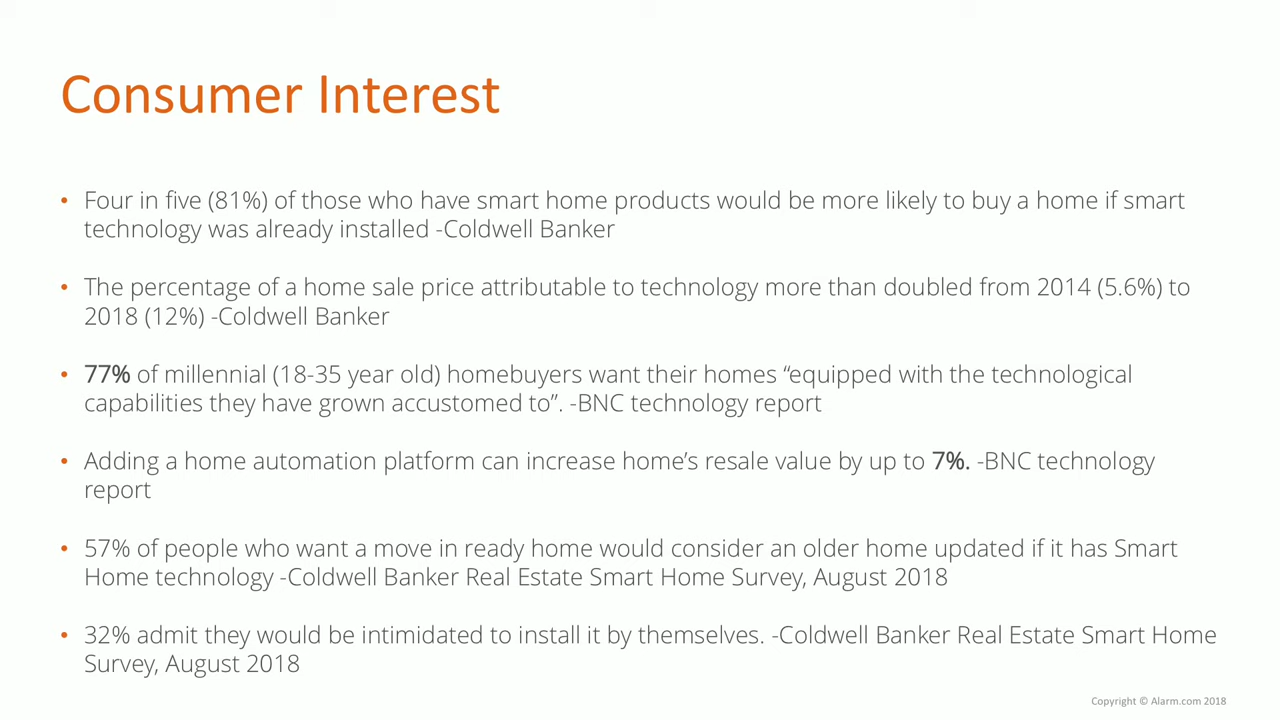 Consumer Interest
• Four in five (81%) of those who have smart home products would be more likely to buy a home if smart
technology was already installed -Coldwell Banker
• The percentage of a home sale price attributable to technology more than doubled from 2014 (5.6%) to
2018 (12%) -Coldwell Banker
• 77% of millennial (18-35 year old) homebuyers want their homes “equipped with the technological
capabilities they have grown accustomed to”. -BNC technology report
• Adding a home automation platform can increase home’s resale value by up to 7%. -BNC technology
report
• 57% of people who want a move in ready home would consider an older home updated if it has Smart
Home technology -Coldwell Banker Real Estate Smart Home Survey, August 2018
• 32% admit they would be intimidated to install it by themselves. -Coldwell Banker Real Estate Smart Home
Survey, August 2018
Copyright © Alarm.com 2018